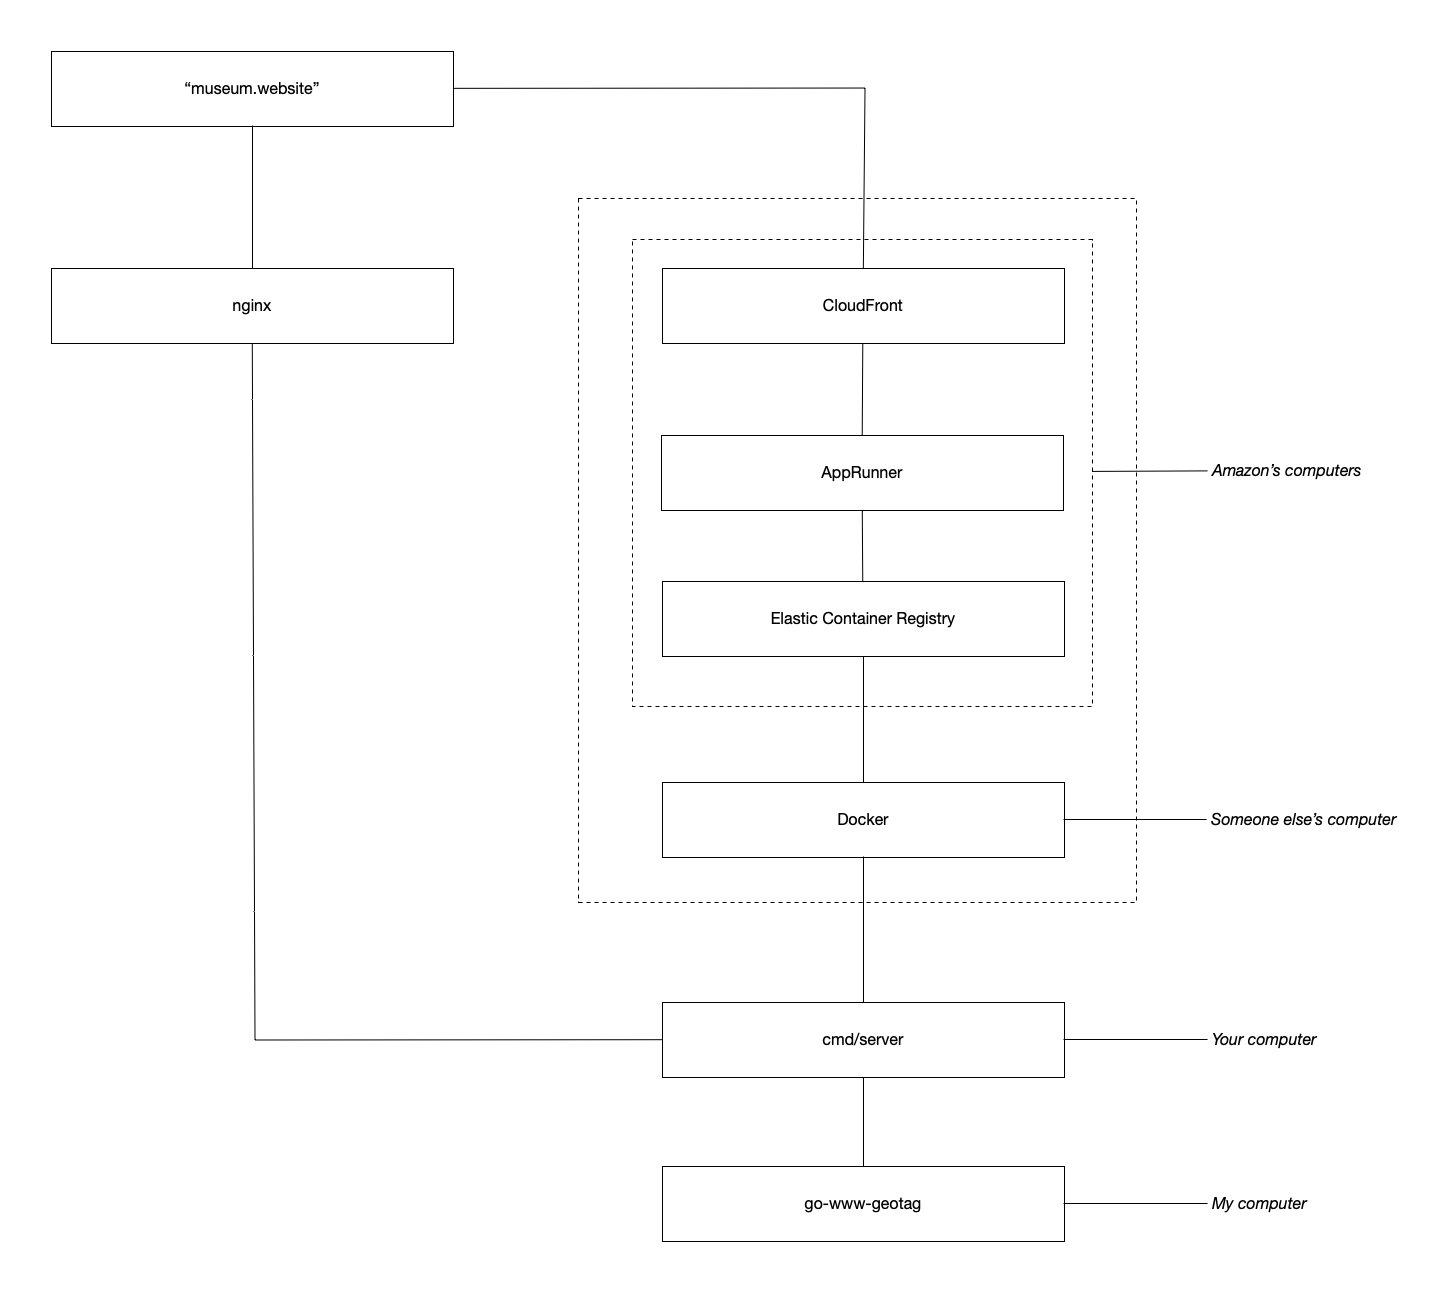 “museum.website”
nginx
CloudFront
AppRunner
Amazon’s computers
Elastic Container Registry
Docker
Someone else’s computer
cmd/server
Your computer
go-www-geotag
My computer